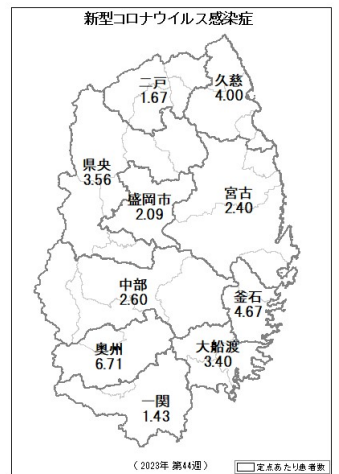 新型コロナウイルス感染症
二戸
1.67
久慈
4.00
県央
3.56
盛岡市
2.09
宮古
2.40
中部
2.60
釜石
4.67
奥州
6.71
大船渡
3.40
一関
1.43
（2023年 第44週）
定点あたり患者数